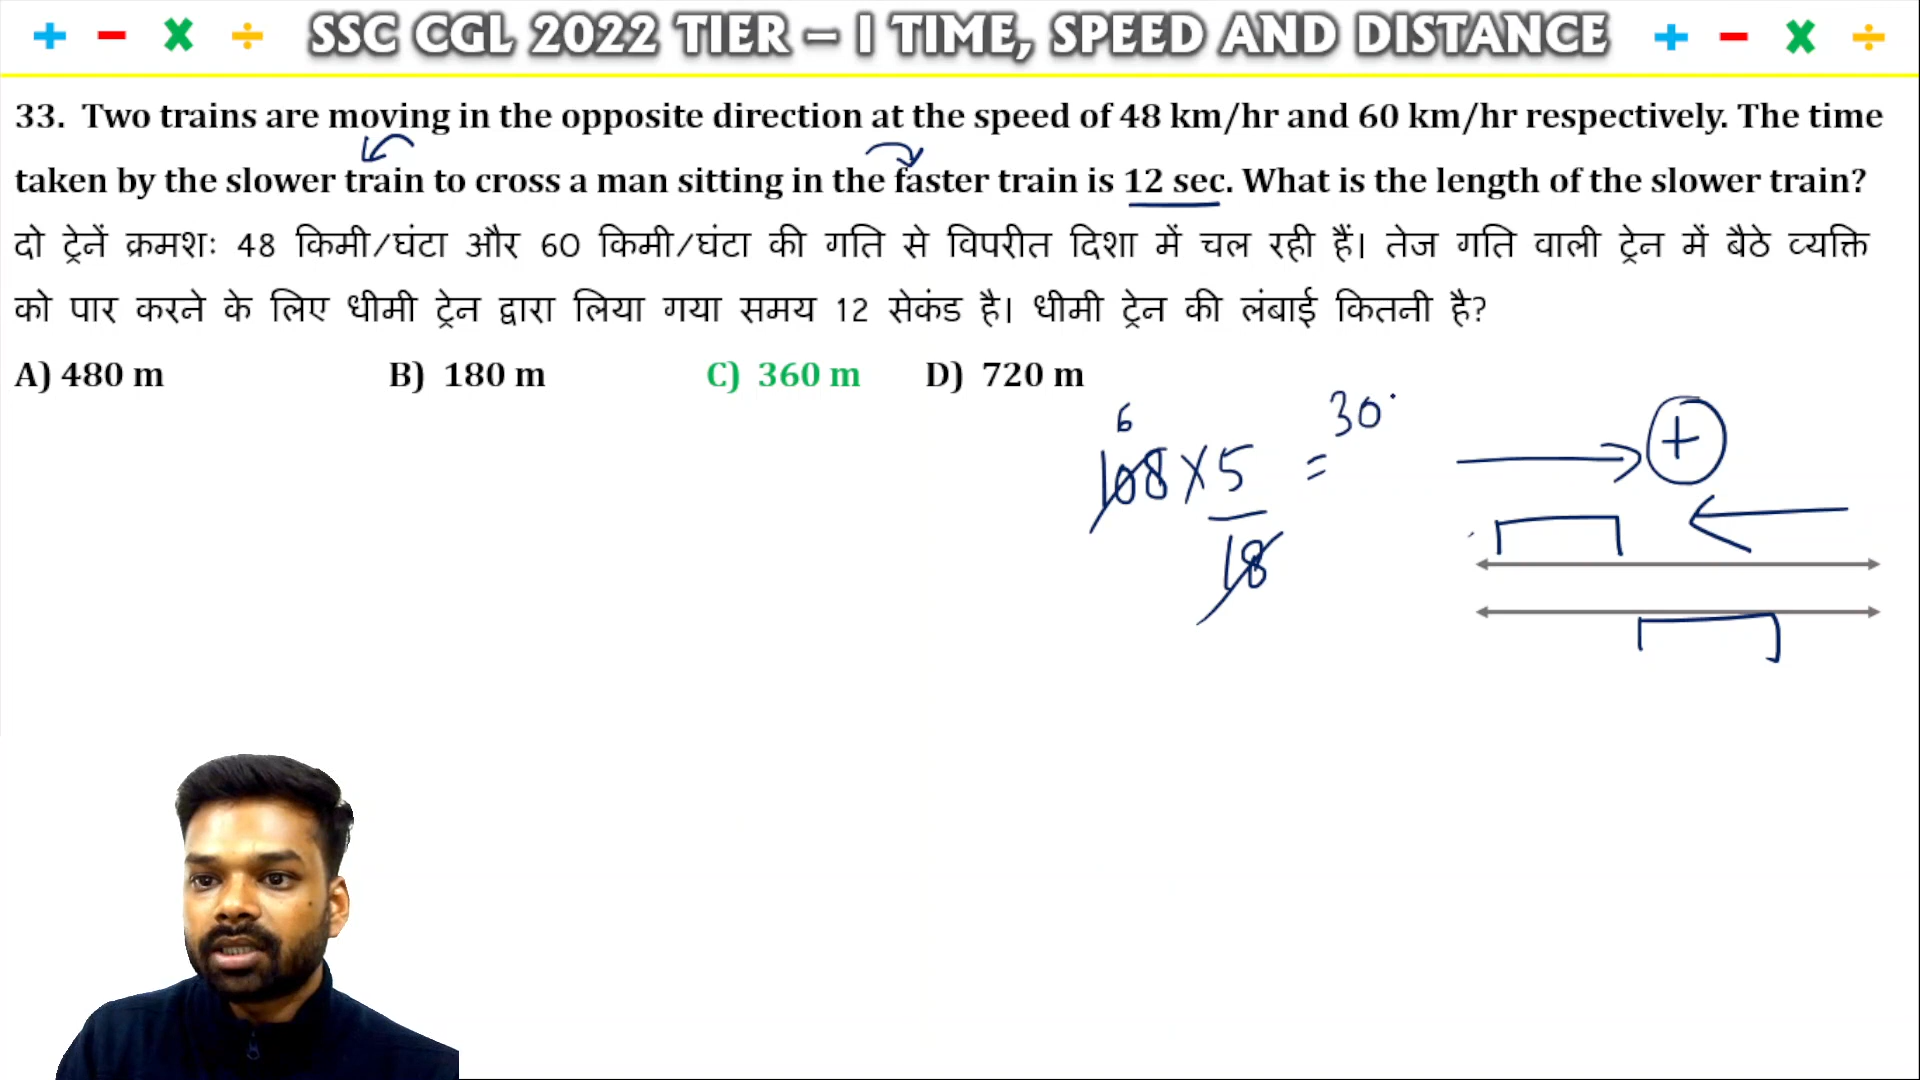 + - × ÷ SSC CGL 2022 TIER – I TIME, SPEED AND DISTANCE + - × ÷
33. Two trains are moving in the opposite direction at the speed of 48 km/hr and 60 km/hr respectively. The time
taken by the slower train to cross a man sitting in the faster train is 12 sec. What is the length of the slower train?
दो ट्रेनें क्रमशः 48 किमी/घंटा और 60 किमी/घंटा की गति से विपरीत दिशा में चल रही हैं। तेज गति वाली ट्रेन में बैठे व्यक्ति
को पार करने के लिए धीमी ट्रेन द्वारा लिया गया समय 12 सेकंड है। धीमी ट्रेन की लंबाई कितनी है?
A) 480 m B) 180 m C) 360 m D) 720 m
6 30
108 × 5 = +
18